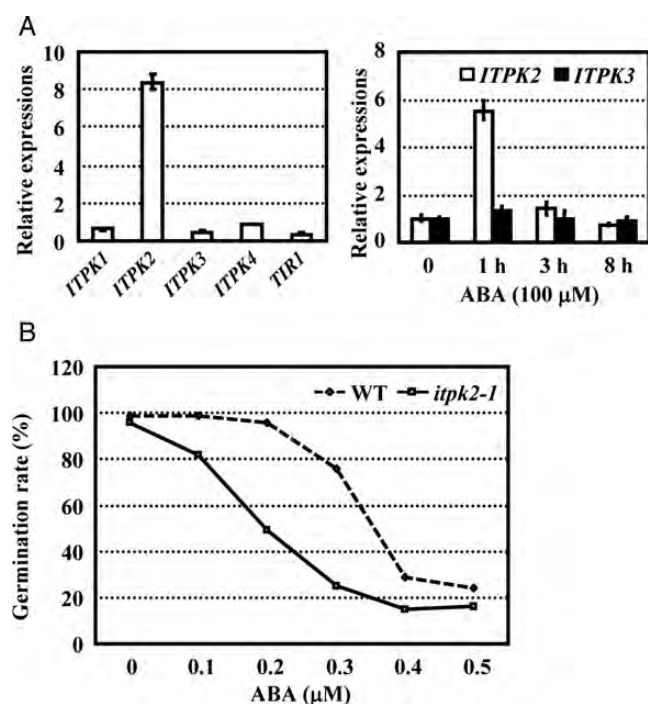 A
Relative expressions
10
8
6
4
2
0
ITPK1
ITPK2
ITPK3
ITPK4
TIR1
Relative expressions
8
6
4
2
0
ITPK2 ITPK3
0 1 h 3 h 8 h
ABA (100 μM)
B
Germination rate (%)
120
100
80
60
40
20
0
WT itpk2-1
0 0.1 0.2 0.3 0.4 0.5
ABA (μM)